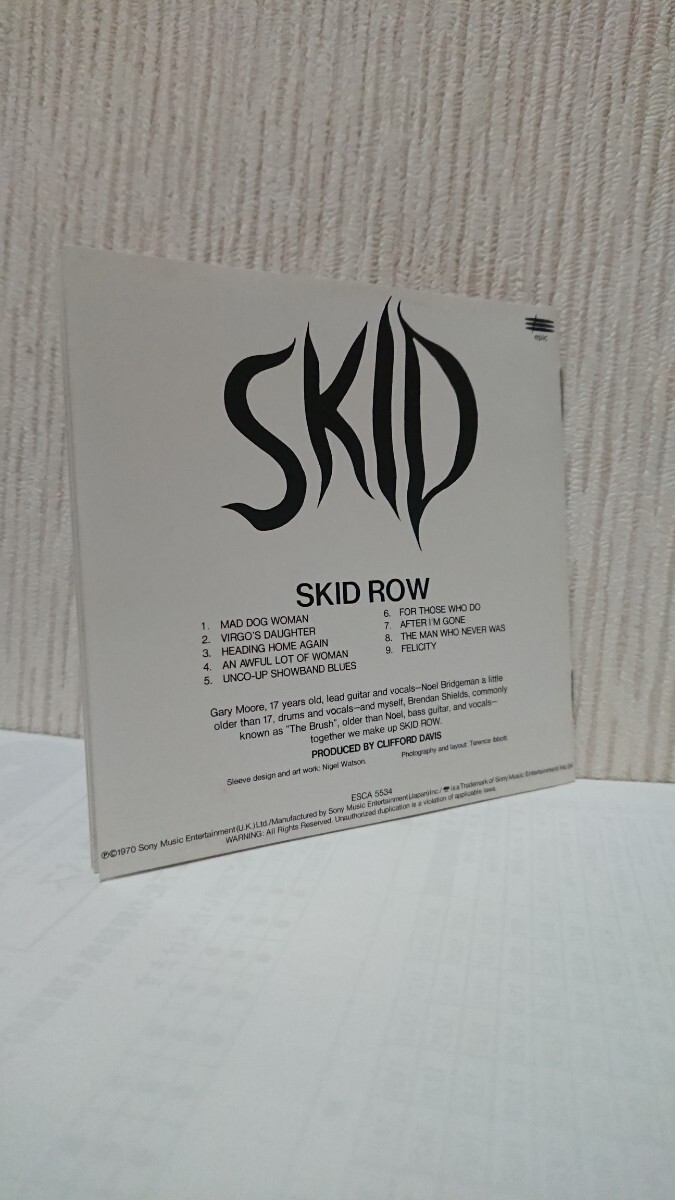 SKID
epic
SKID ROW
1. MAD DOG WOMAN
2. VIRGO'S DAUGHTER
3. HEADING HOME AGAIN
4. AN AWFUL LOT OF WOMAN
5. UNCO-UP SHOWBAND BLUES
6. FOR THOSE WHO DO
7. AFTER I'M GONE
8. THE MAN WHO NEVER WAS
9. FELICITY
Gary Moore, 17 years old, lead guitar and vocals—Noel Bridgeman a little
older than 17, drums and vocals—and myself, Brendan Shields, commonly
known as "The Brush", older than Noel, bass guitar, and vocals—
together we make up SKID ROW.
PRODUCED BY CLIFFORD DAVIS
Sleeve design and art work: Nigel Watson. Photography and layout: Terence Ibbott.
ESCA 5534
℗©1970 Sony Music Entertainment (U.K.) Ltd./Manufactured by Sony Music Entertainment (Japan) Inc./ is a Trademark of Sony Music Entertainment
WARNING: All Rights Reserved. Unauthorized duplication is a violation of applicable laws.